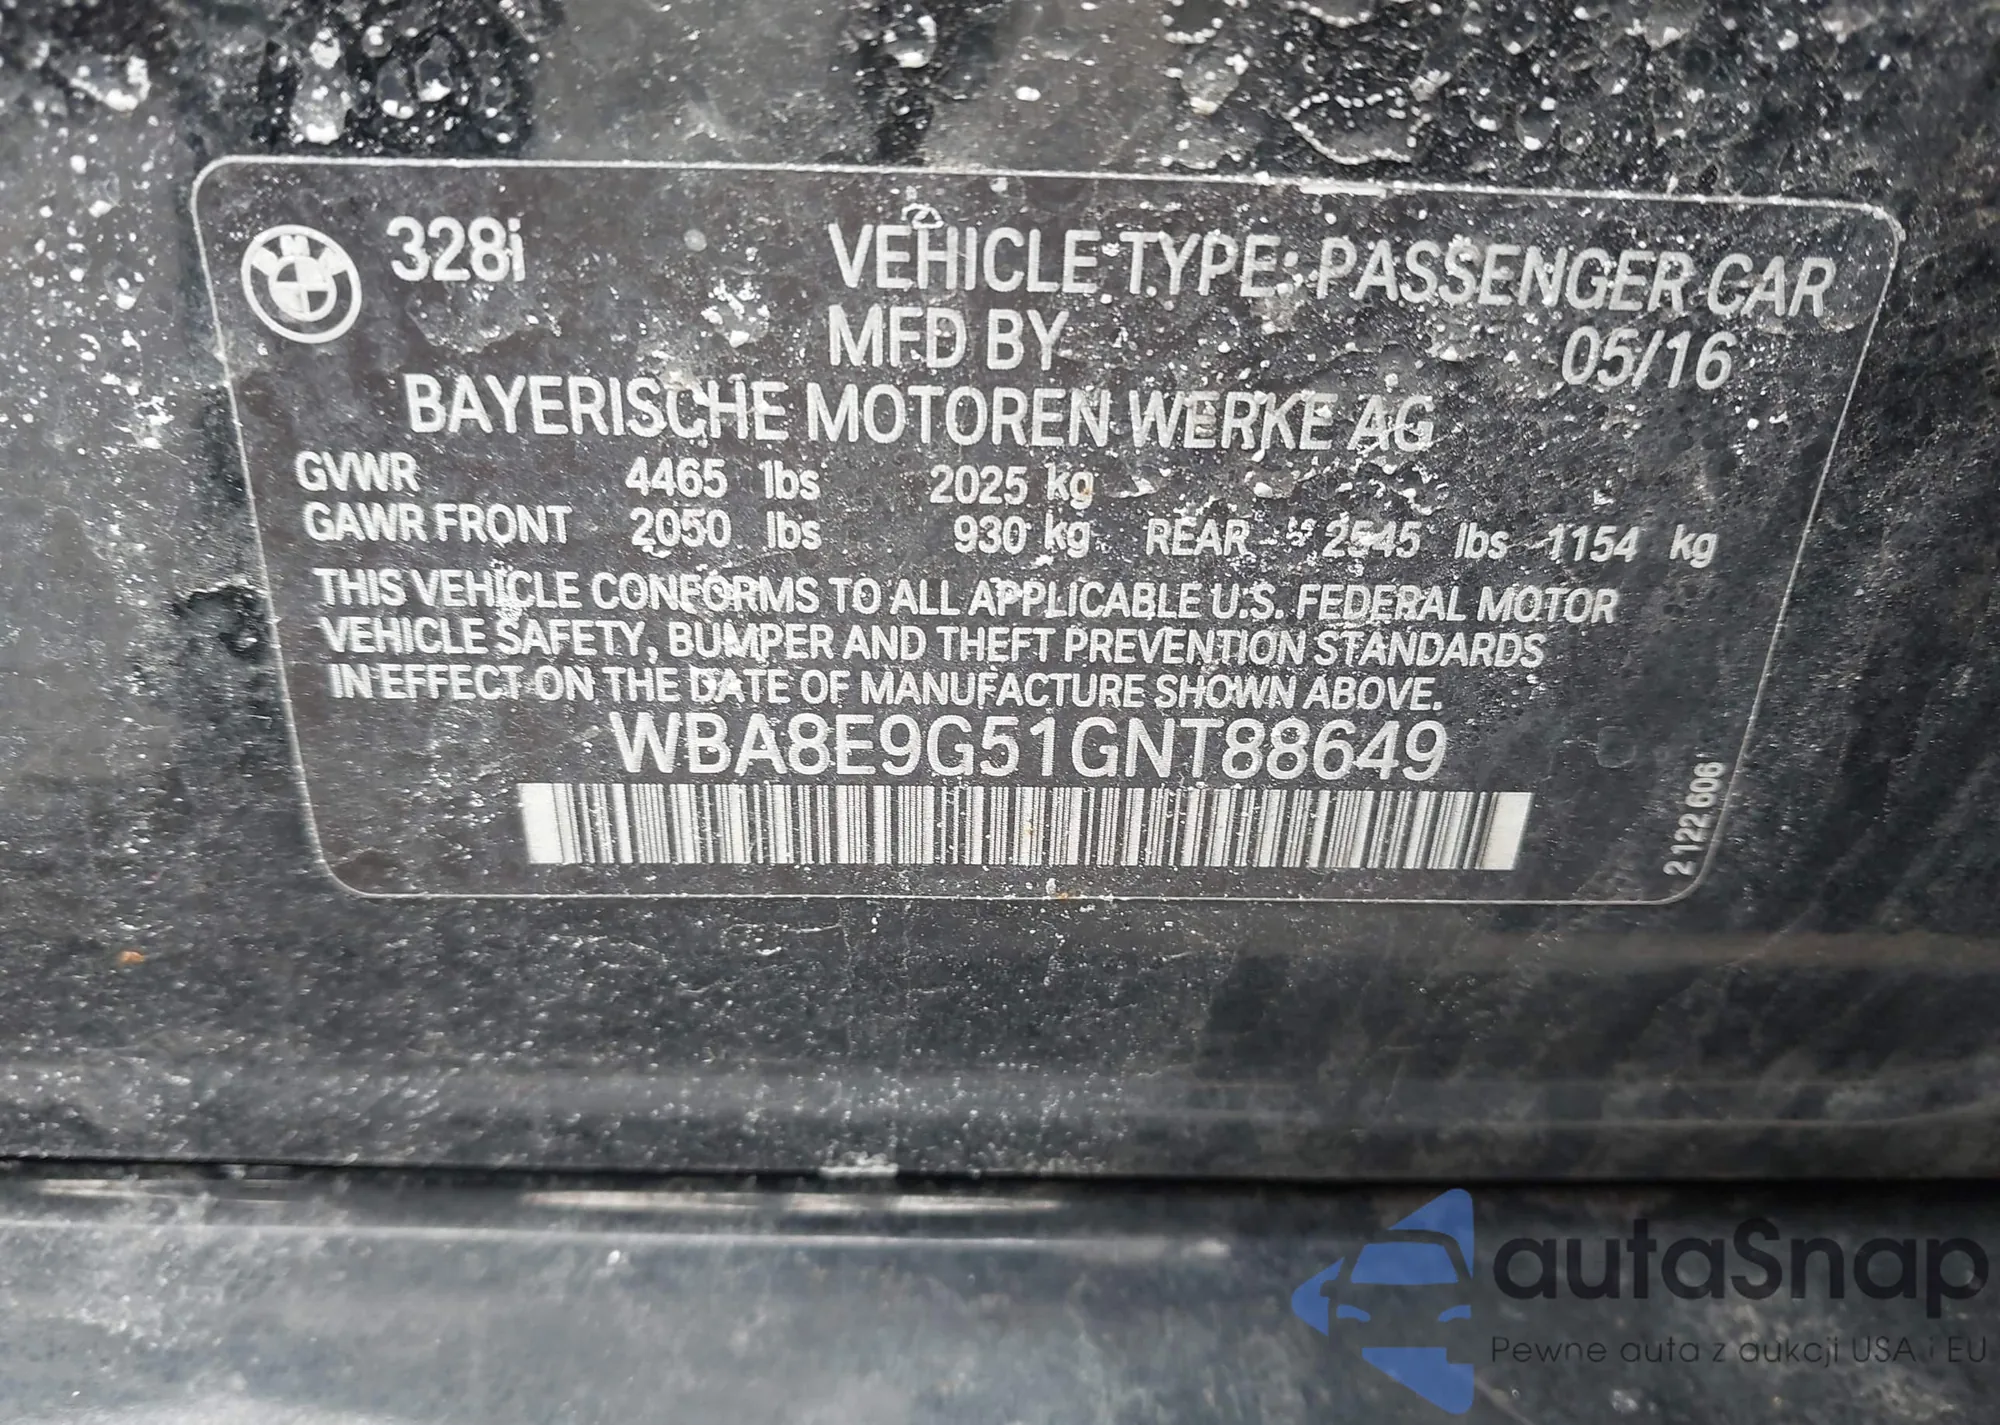 BMW 328i VEHICLE TYPE: PASSENGER CAR
MFD BY 05/16
BAYERISCHE MOTOREN WERKE AG
GVWR 4465 lbs 2025 kg
GAWR FRONT 2050 lbs 930 kg REAR 2545 lbs 1154 kg
THIS VEHICLE CONFORMS TO ALL APPLICABLE U.S. FEDERAL MOTOR
VEHICLE SAFETY, BUMPER AND THEFT PREVENTION STANDARDS
IN EFFECT ON THE DATE OF MANUFACTURE SHOWN ABOVE.
WBA8E9G51GNT88649
2 122 606
autaSnap
Pewne auta z aukcji USA i EU